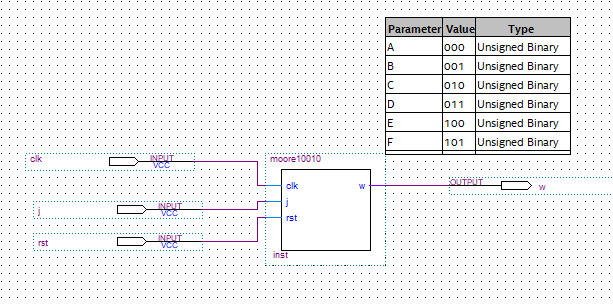 Parameter Value Type
A 000 Unsigned Binary
B 001 Unsigned Binary
C 010 Unsigned Binary
D 011 Unsigned Binary
E 100 Unsigned Binary
F 101 Unsigned Binary
clk INPUT
VCC
moore10010
clk w
OUTPUT w
j INPUT
VCC
j
rst
rst INPUT
VCC
inst